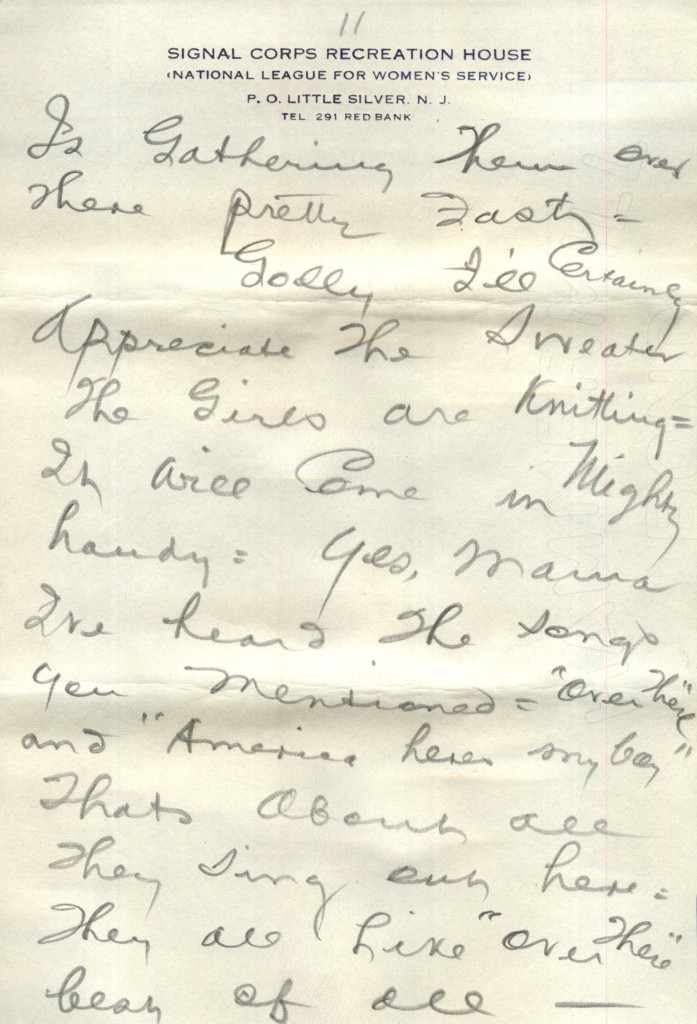 11
SIGNAL CORPS RECREATION HOUSE
(NATIONAL LEAGUE FOR WOMEN'S SERVICE)
P. O. LITTLE SILVER, N. J.
TEL 291 RED BANK
Is Gathering Them over
There pretty Fast =
Golly I'll Certainly
Appreciate The Sweater
The Girls are Knitting =
It will Come in Mighty
handy = Yes, Mama
I've heard The songs
you mentioned = "Over There"
and "America heres my boy"
Thats About all
They Sing out here =
They all Like "Over There"
best of all —